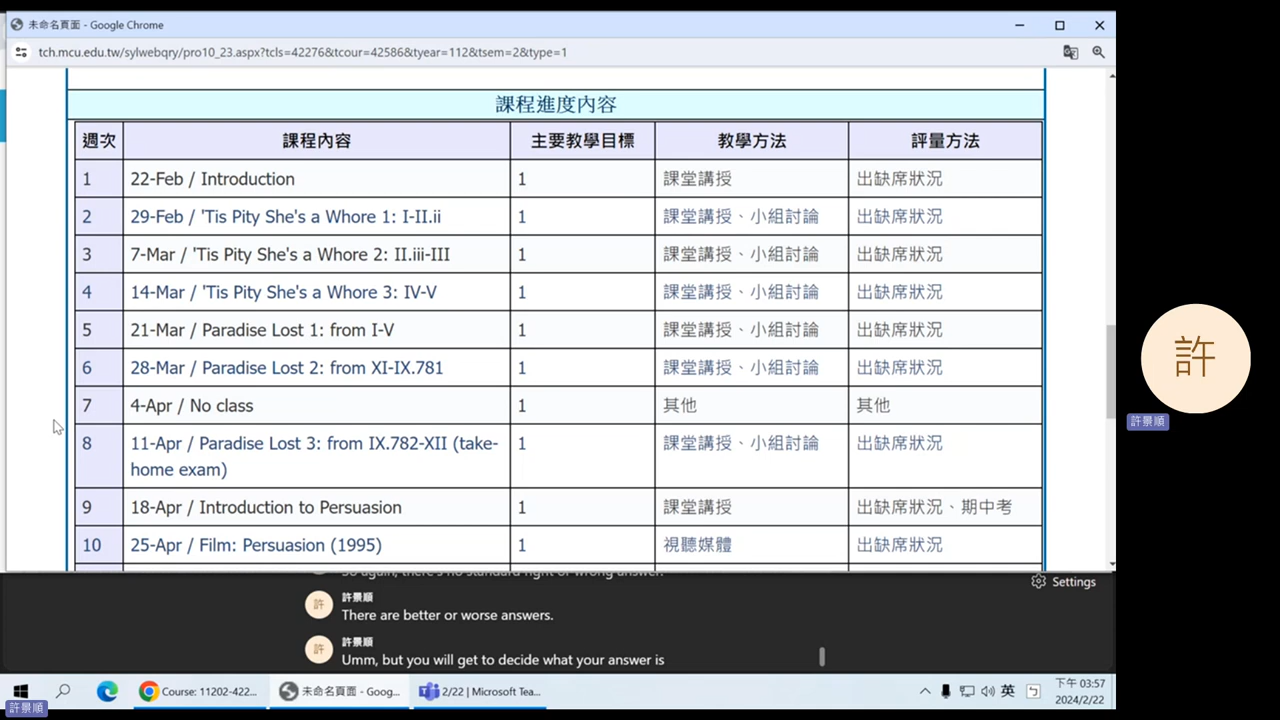 未命名頁面 - Google Chrome
tch.mcu.edu.tw/sylwebqry/pro10_23.aspx?tcls=42276&tcour=42586&tyear=112&tsem=2&type=1
課程進度內容
週次 課程內容 主要教學目標 教學方法 評量方法
1 22-Feb / Introduction 1 課堂講授 出缺席狀況
2 29-Feb / 'Tis Pity She's a Whore 1: I-II.ii 1 課堂講授、小組討論 出缺席狀況
3 7-Mar / 'Tis Pity She's a Whore 2: II.iii-III 1 課堂講授、小組討論 出缺席狀況
4 14-Mar / 'Tis Pity She's a Whore 3: IV-V 1 課堂講授、小組討論 出缺席狀況
5 21-Mar / Paradise Lost 1: from I-V 1 課堂講授、小組討論 出缺席狀況
6 28-Mar / Paradise Lost 2: from XI-IX.781 1 課堂講授、小組討論 出缺席狀況
7 4-Apr / No class 1 其他 其他
8 11-Apr / Paradise Lost 3: from IX.782-XII (take- 1 課堂講授、小組討論 出缺席狀況
home exam)
9 18-Apr / Introduction to Persuasion 1 課堂講授 出缺席狀況、期中考
10 25-Apr / Film: Persuasion (1995) 1 視聽媒體 出缺席狀況
So again, there's no standard right or wrong answer.
Settings
許 許景順
There are better or worse answers.
許 許景順
Umm, but you will get to decide what your answer is
許
許景順
Course: 11202-422... 未命名頁面 - Goog... 2/22 | Microsoft Tea... 英 下午 03:57
2024/2/22
許景順